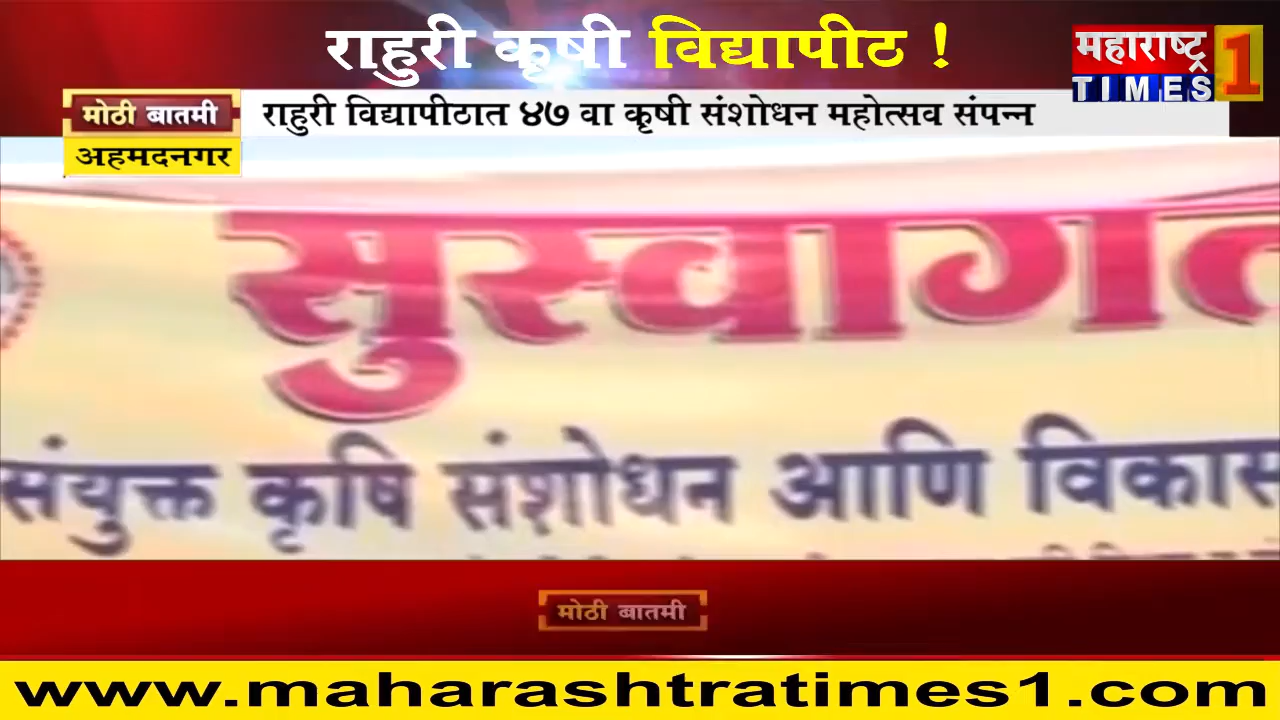 राहुरी कृषी विद्यापीठ !
महाराष्ट्र 1
TIMES
मोठी बातमी
राहुरी विद्यापीठात ४७ वा कृषी संशोधन महोत्सव संपन्न
अहमदनगर
सुस्वागत
संयुक्त कृषि संशोधन आणि विकास
मोठी बातमी
www.maharashtratimes1.com